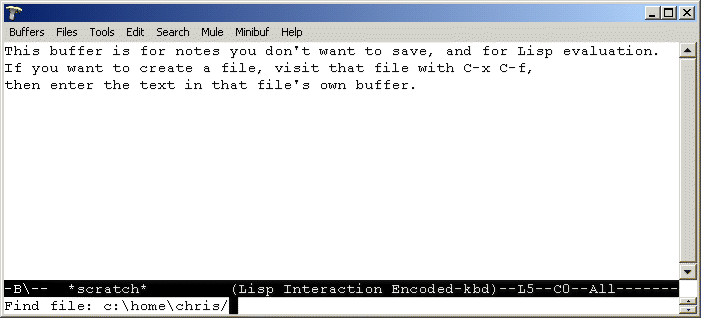 Buffers Files Tools Edit Search Mule Minibuf Help
This buffer is for notes you don't want to save, and for Lisp evaluation.
If you want to create a file, visit that file with C-x C-f,
then enter the text in that file's own buffer.
-B\--  *scratch*          (Lisp Interaction Encoded-kbd)--L5--C0--All-------
Find file: c:\home\chris/